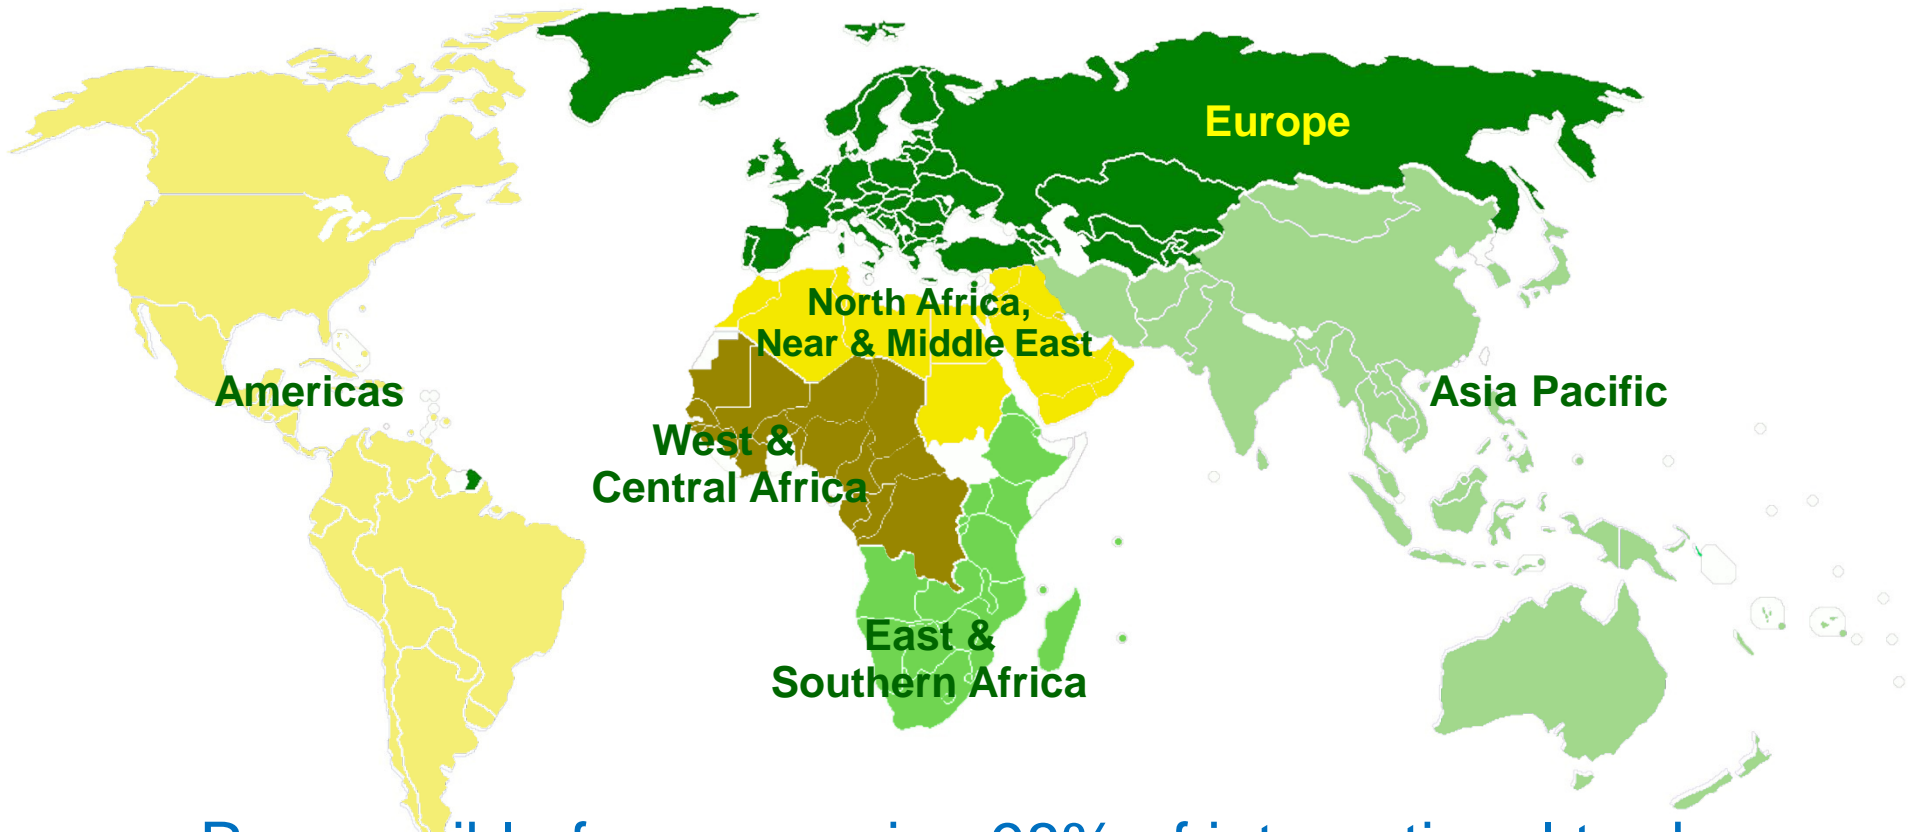 Europe
North Africa,
Near & Middle East
Americas
Asia Pacific
West &
Central Africa
East &
Southern Africa